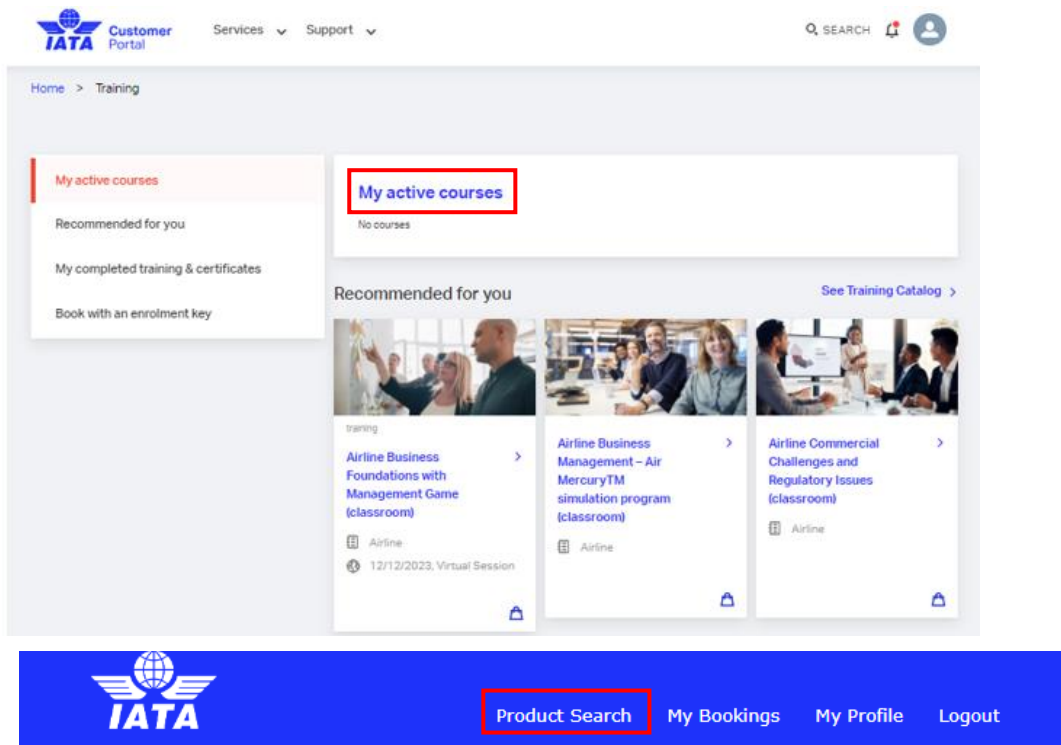 IATA
Customer
Portal
Services
Support
SEARCH
Home > Training
My active courses
Recommended for you
My completed training & certificates
Book with an enrolment key
My active courses
No courses
Recommended for you
See Training Catalog >
training
Airline Business
Foundations with
Management Game
(classroom)
Airline
12/12/2023, Virtual Session
Airline Business
Management – Air
MercuryTM
simulation program
(classroom)
Airline
Airline Commercial
Challenges and
Regulatory Issues
(classroom)
Airline
IATA
Product Search My Bookings My Profile Logout